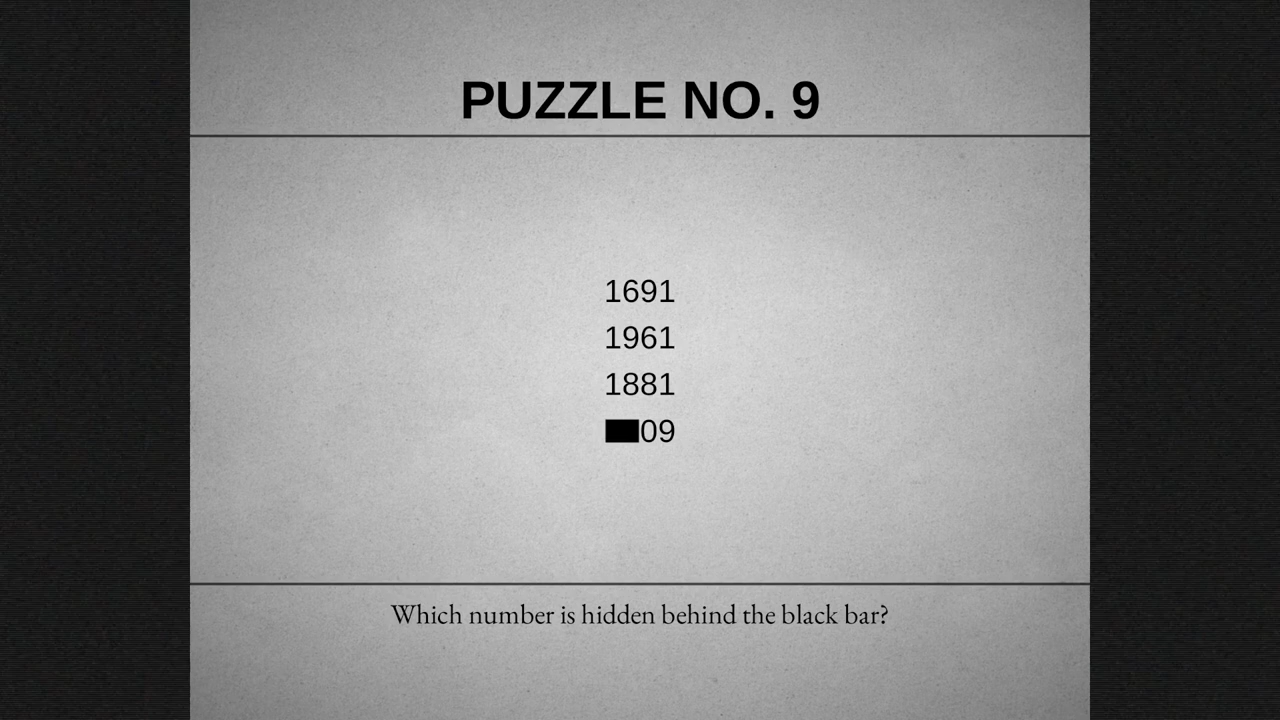 PUZZLE NO. 9
1691
1961
1881
09
Which number is hidden behind the black bar?